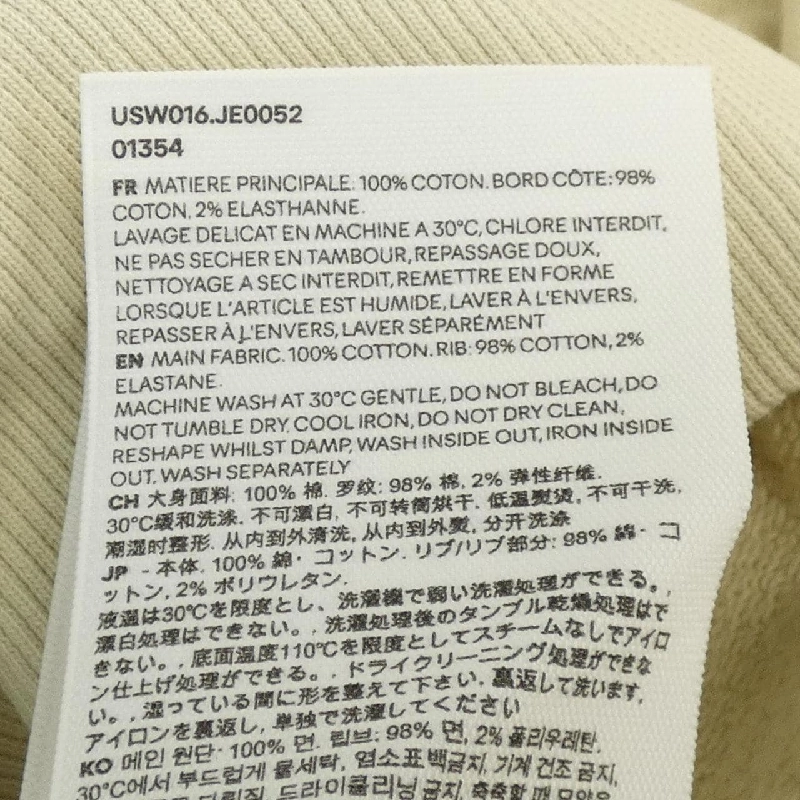 USW016.JE0052
01354
FR MATIERE PRINCIPALE: 100% COTON. BORD CÔTE: 98%
COTON, 2% ELASTHANNE.
LAVAGE DELICAT EN MACHINE A 30°C, CHLORE INTERDIT,
NE PAS SECHER EN TAMBOUR, REPASSAGE DOUX,
NETTOYAGE A SEC INTERDIT, REMETTRE EN FORME
LORSQUE L'ARTICLE EST HUMIDE, LAVER À L'ENVERS,
REPASSER À L'ENVERS, LAVER SÉPARÉMENT
EN MAIN FABRIC. 100% COTTON. RIB: 98% COTTON, 2%
ELASTANE.
MACHINE WASH AT 30°C GENTLE, DO NOT BLEACH, DO
NOT TUMBLE DRY, COOL IRON, DO NOT DRY CLEAN,
RESHAPE WHILST DAMP, WASH INSIDE OUT, IRON INSIDE
OUT, WASH SEPARATELY
CH 大身面料: 100% 棉. 罗纹: 98% 棉, 2% 弹性纤维.
30°C缓和洗涤, 不可漂白, 不可转筒烘干, 低温熨烫, 不可干洗,
潮湿时整形, 从内到外清洗, 从内到外熨, 分开洗涤
JP - 本体. 100% 綿・コットン. リブ/リブ部分: 98% 綿・コ
ットン, 2% ポリウレタン.
液温は30℃を限度とし、洗濯機で弱い洗濯処理ができる。,
漂白処理はできない。, 洗濯処理後のタンブル乾燥処理はで
きない。, 底面温度110℃を限度としてスチームなしでアイロ
ン仕上げ処理ができる。, ドライクリーニング処理ができな
い。, 湿っている間に形を整えて下さい, 裏返して洗います,
アイロンを裏返し, 単独で洗濯してください
KO 메인 원단: 100% 면. 립브: 98% 면, 2% 폴리우레탄.
30°C에서 부드럽게 물세탁, 염소표백금지, 기계 건조 금지,
드라이클리닝 금지, 축축할 때